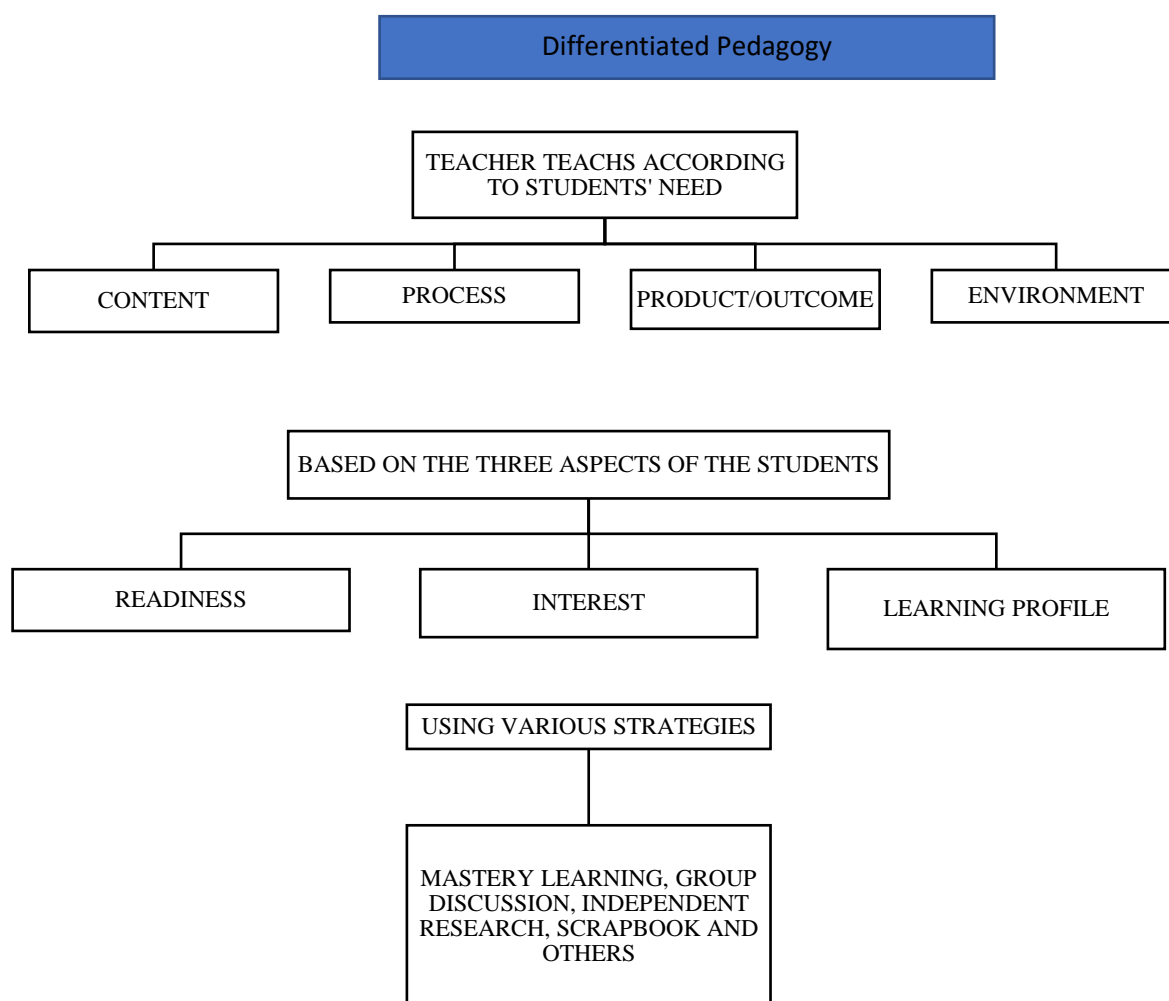 Differentiated Pedagogy
TEACHER TEACHS ACCORDING
TO STUDENTS' NEED
CONTENT
PROCESS
PRODUCT/OUTCOME
ENVIRONMENT
BASED ON THE THREE ASPECTS OF THE STUDENTS
READINESS
INTEREST
LEARNING PROFILE
USING VARIOUS STRATEGIES
MASTERY LEARNING, GROUP
DISCUSSION, INDEPENDENT
RESEARCH, SCRAPBOOK AND
OTHERS